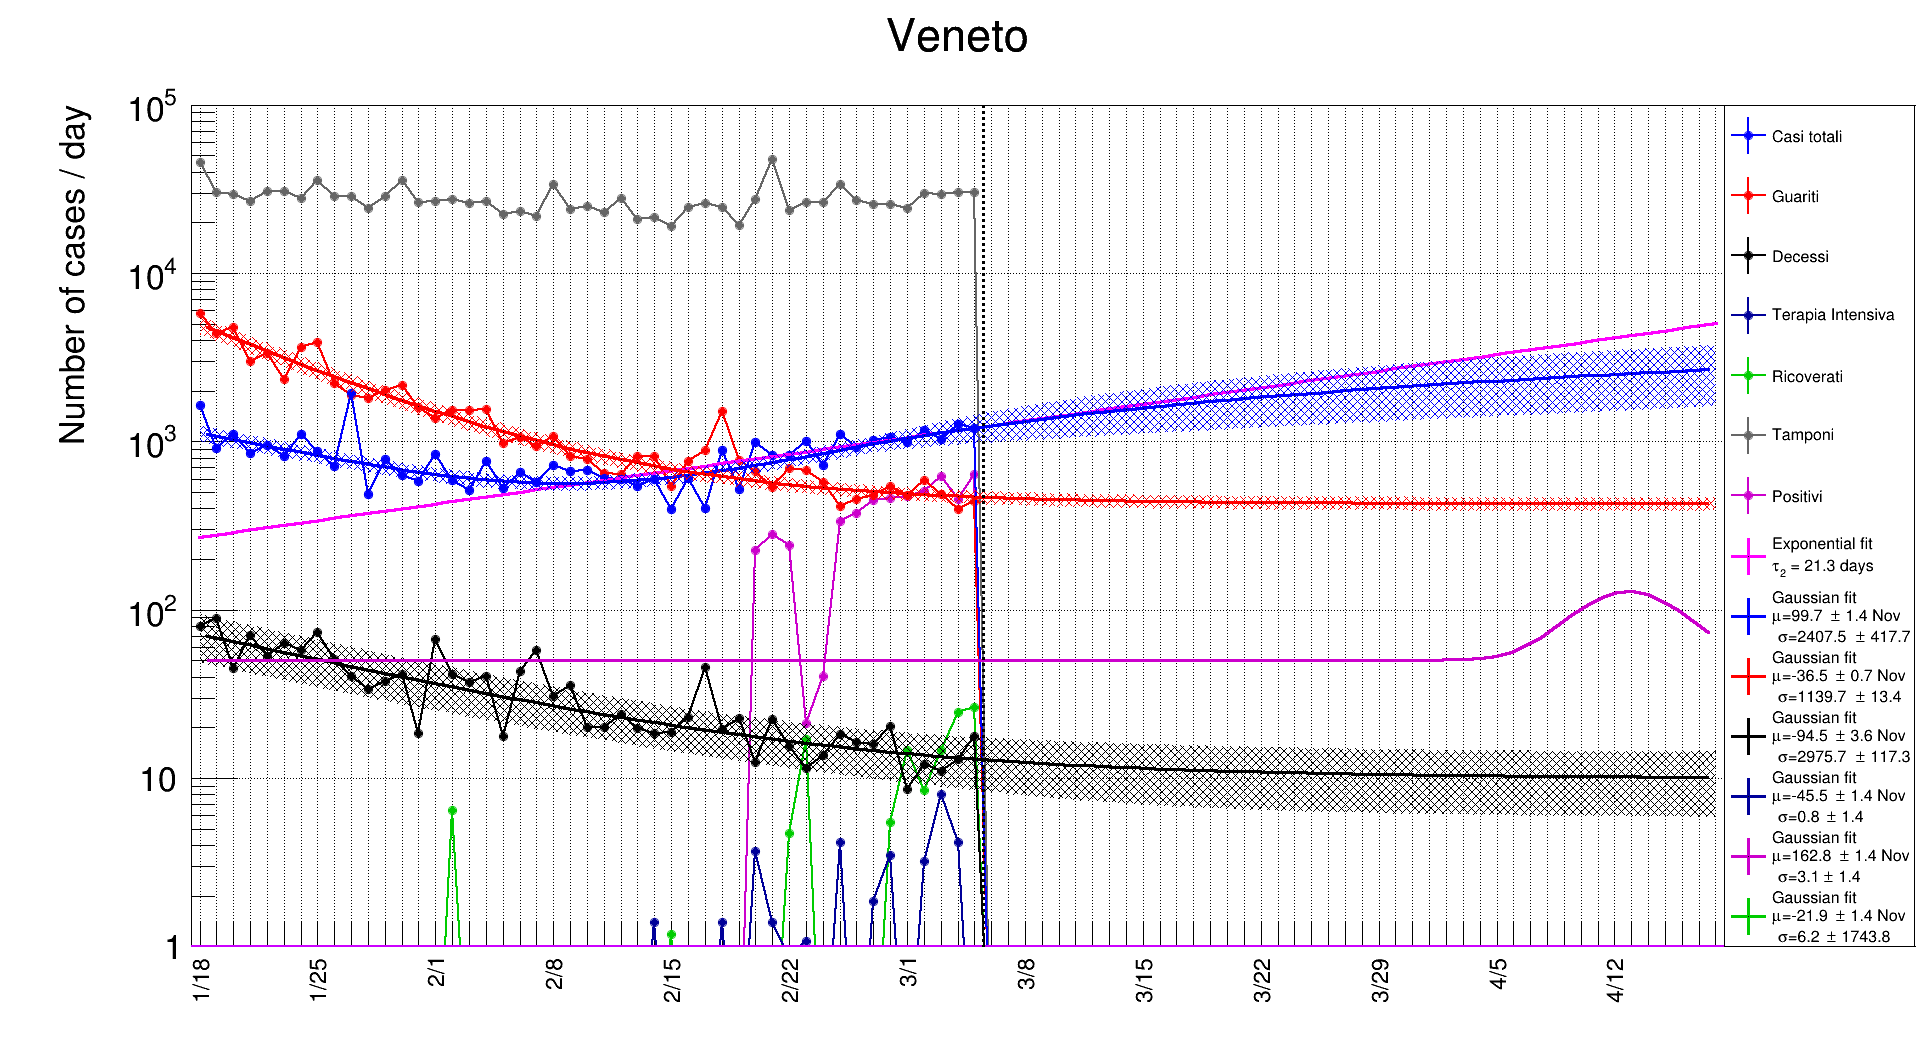 Veneto
Number of cases / day
10^5
10^4
10^3
10^2
10
1
1/18
1/25
2/1
2/8
2/15
2/22
3/1
3/8
3/15
3/22
3/29
4/5
4/12
Casi totali
Guariti
Decessi
Terapia Intensiva
Ricoverati
Tamponi
Positivi
Exponential fit
τ₂ = 21.3 days
Gaussian fit
μ=99.7 ± 1.4 Nov
σ=2407.5 ± 417.7
Gaussian fit
μ=-36.5 ± 0.7 Nov
σ=1139.7 ± 13.4
Gaussian fit
μ=-94.5 ± 3.6 Nov
σ=2975.7 ± 117.3
Gaussian fit
μ=-45.5 ± 1.4 Nov
σ=0.8 ± 1.4
Gaussian fit
μ=162.8 ± 1.4 Nov
σ=3.1 ± 1.4
Gaussian fit
μ=-21.9 ± 1.4 Nov
σ=6.2 ± 1743.8